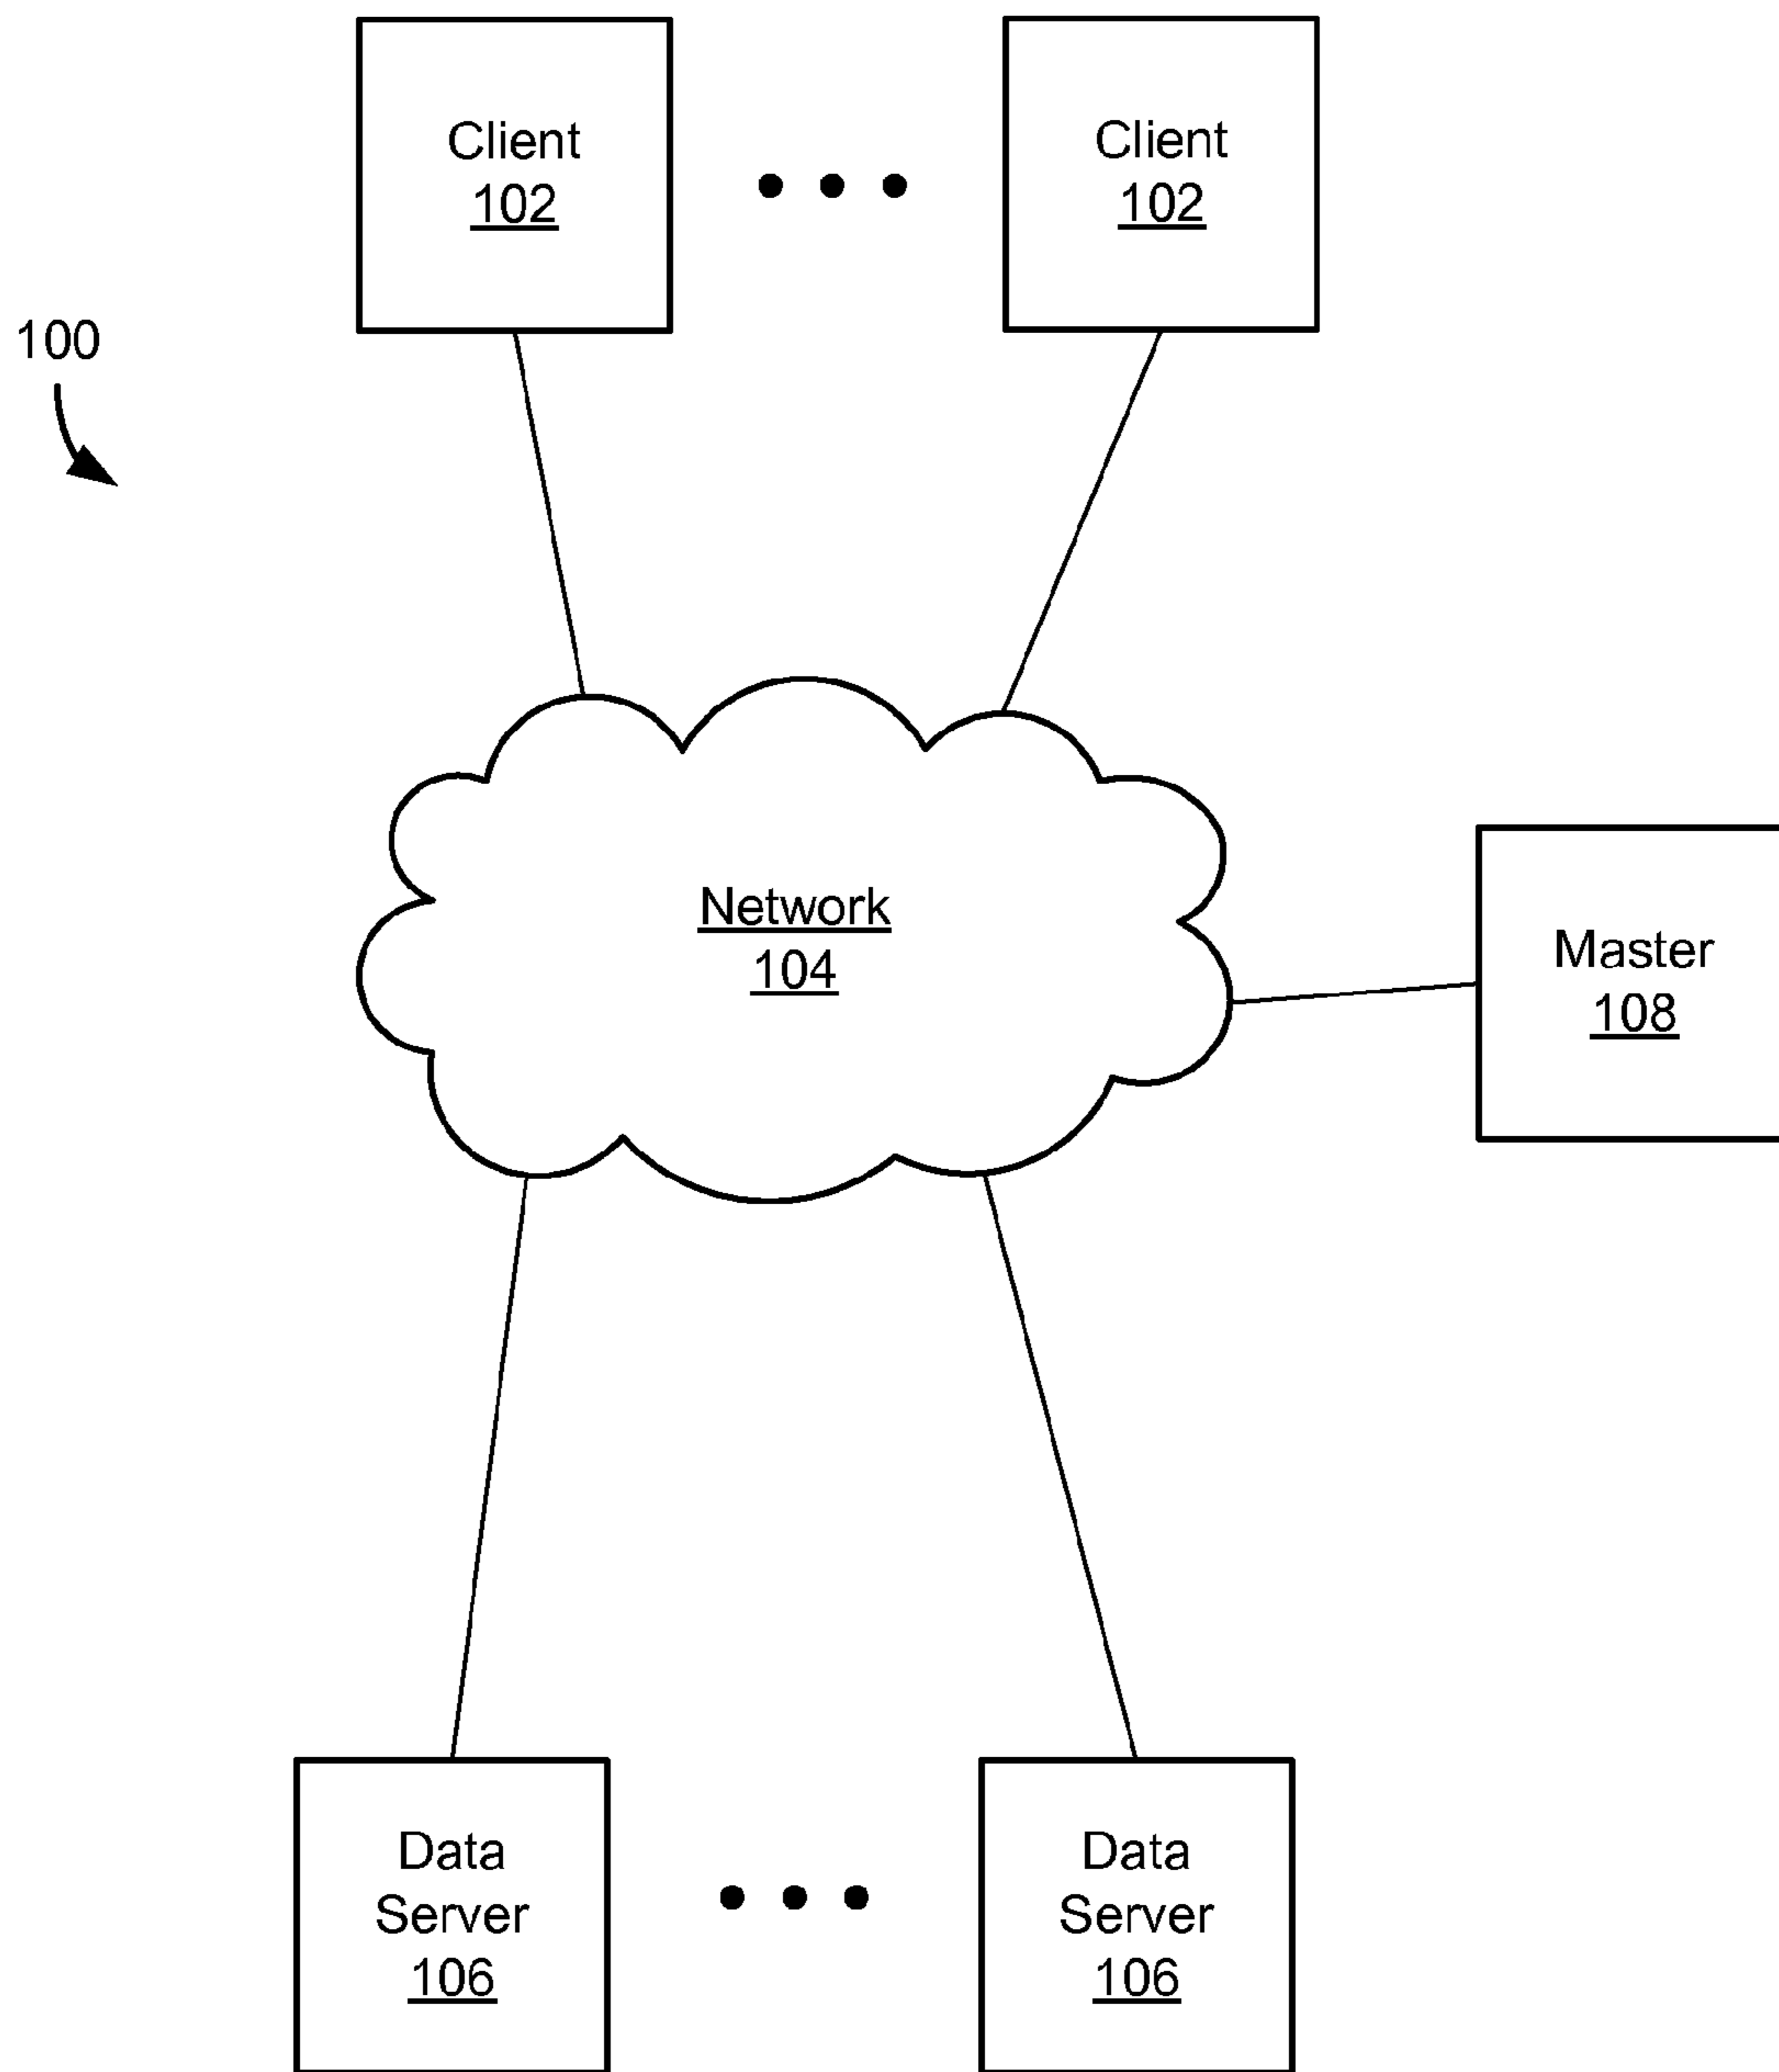 Client
102
Client
102
100
Network
104
Master
108
Data
Server
106
Data
Server
106